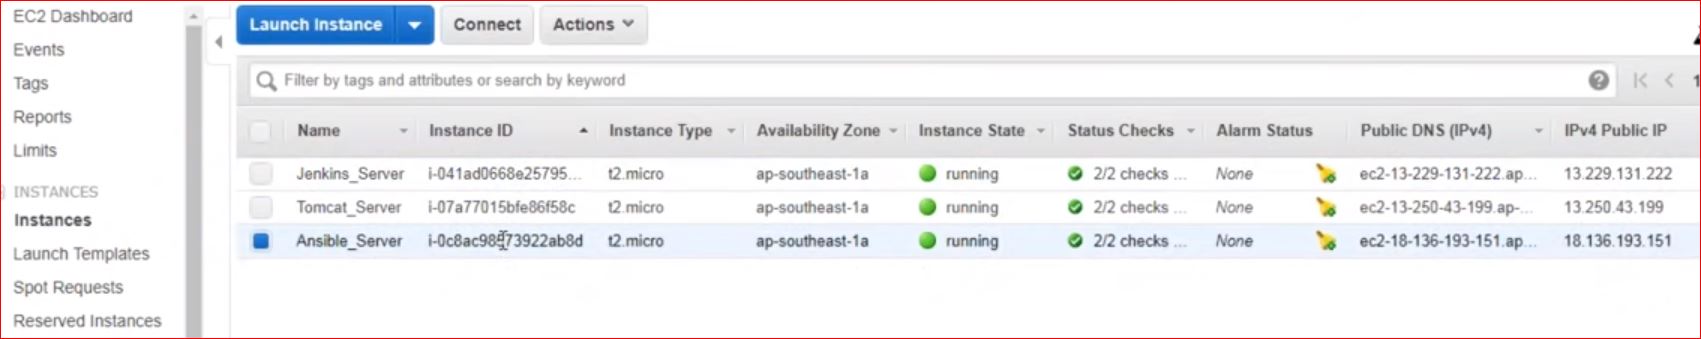 EC2 Dashboard
Events
Tags
Reports
Limits
INSTANCES
Instances
Launch Templates
Spot Requests
Reserved Instances
Launch Instance Connect Actions
Filter by tags and attributes or search by keyword
Name Instance ID Instance Type Availability Zone Instance State Status Checks Alarm Status Public DNS (IPv4) IPv4 Public IP
Jenkins_Server i-041ad0668e25795... t2.micro ap-southeast-1a running 2/2 checks ... None ec2-13-229-131-222.ap... 13.229.131.222
Tomcat_Server i-07a77015bfe86f58c t2.micro ap-southeast-1a running 2/2 checks ... None ec2-13-250-43-199.ap-... 13.250.43.199
Ansible_Server t2.micro ap-southeast-1a running 2/2 checks ... None ec2-18-136-193-151.ap... 18.136.193.151